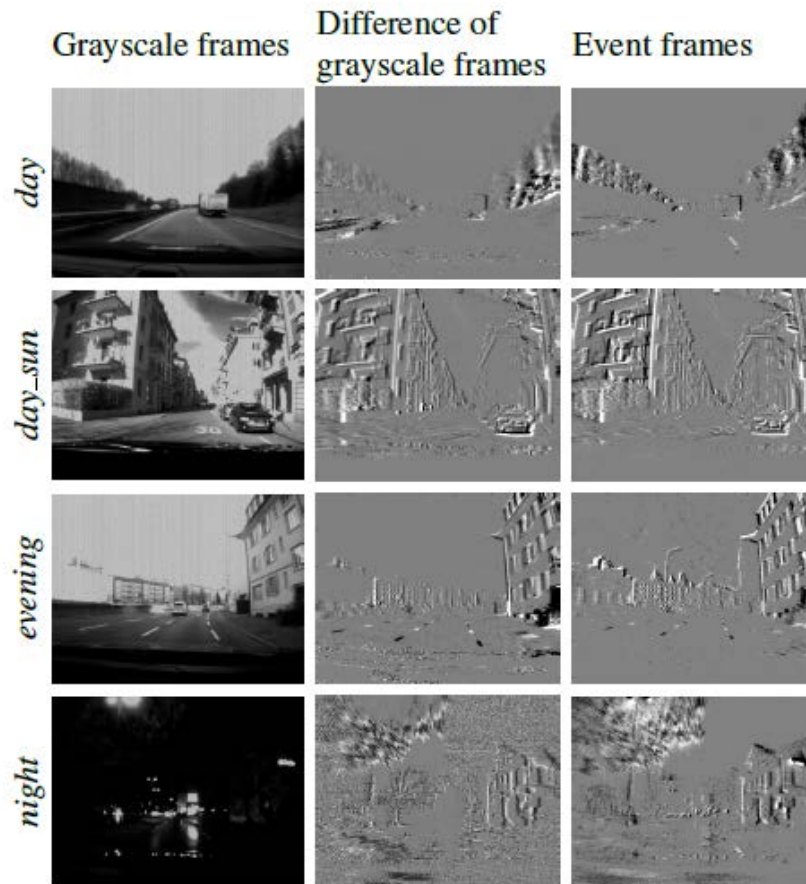 Grayscale frames
Difference of
grayscale frames
Event frames
day
day_sun
evening
night